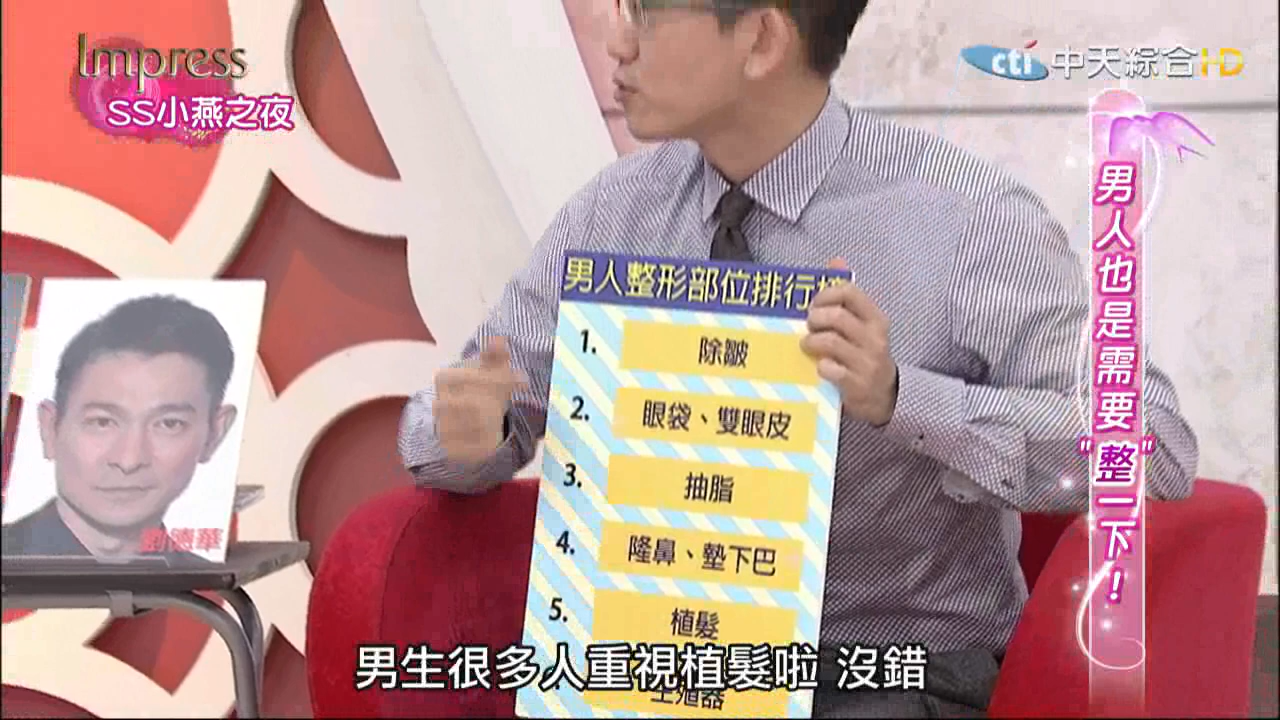 Impress
SS小燕之夜
cti 中天綜合HD
男人也是需要"整"一下！
男人整形部位排行榜
1. 除皺
2. 眼袋、雙眼皮
3. 抽脂
4. 隆鼻、墊下巴
5. 植髮
生殖器
劉德華
男生很多人重視植髮啦 沒錯